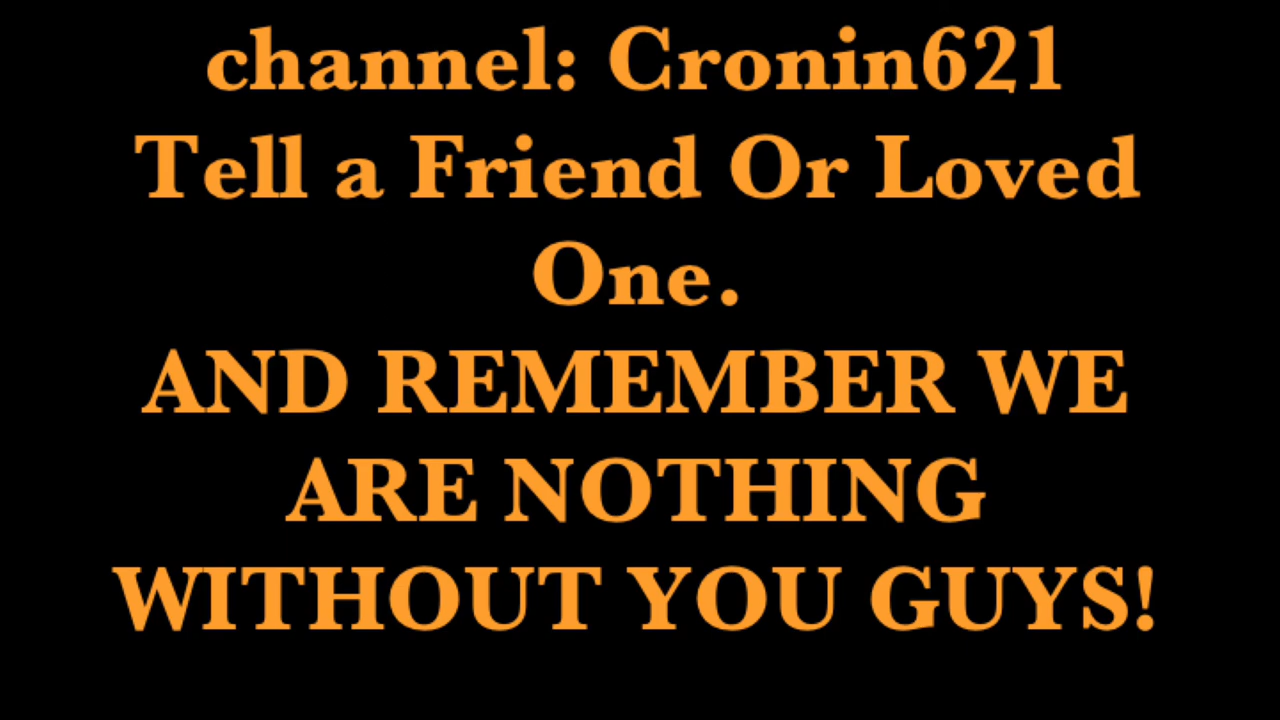 channel: Cronin621
Tell a Friend Or Loved
One.
AND REMEMBER WE
ARE NOTHING
WITHOUT YOU GUYS!